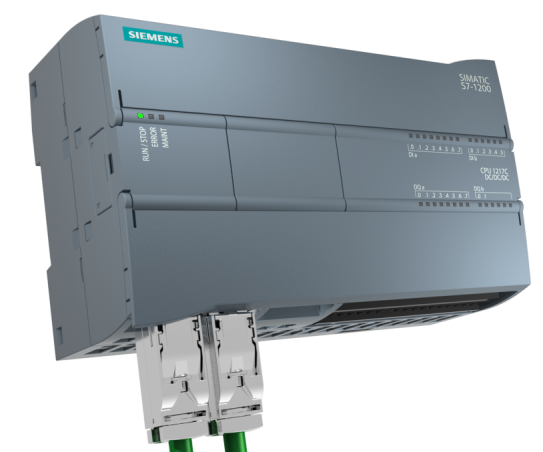 SIEMENS
SIMATIC
S7-1200
RUN / STOP
ERROR
MAINT
0 1 2 3 4 5 6 7 0 1 2 3 4 5
DI a DI b
CPU 1217C
DC/DC/DC
DQ a DQ b
0 1 2 3 4 5 6 7 0 1